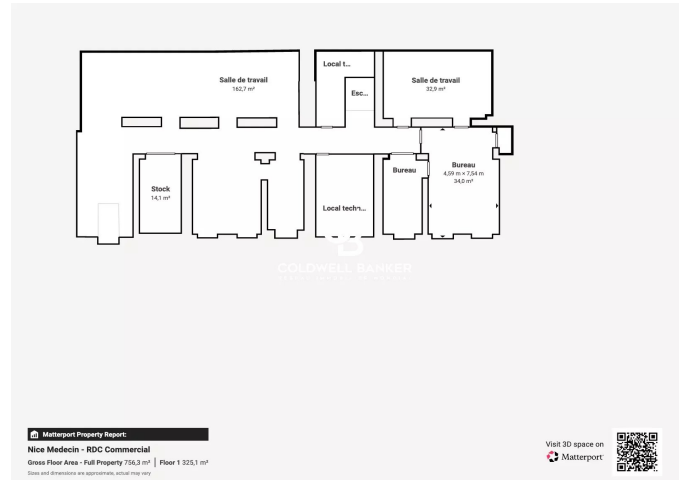 Local t...
Salle de travail
162,7 m²
Salle de travail
32,9 m²
Esc...
Bureau
4,59 m × 7,54 m
34,0 m²
Bureau
Stock
14,1 m²
Local techn...
CB
COLDWELL BANKER
Matterport Property Report:
Nice Medecin - RDC Commercial
Gross Floor Area - Full Property 756,3 m² | Floor 1 325,1 m²
Sizes and dimensions are approximate, actual may vary.
Visit 3D space on
Matterport